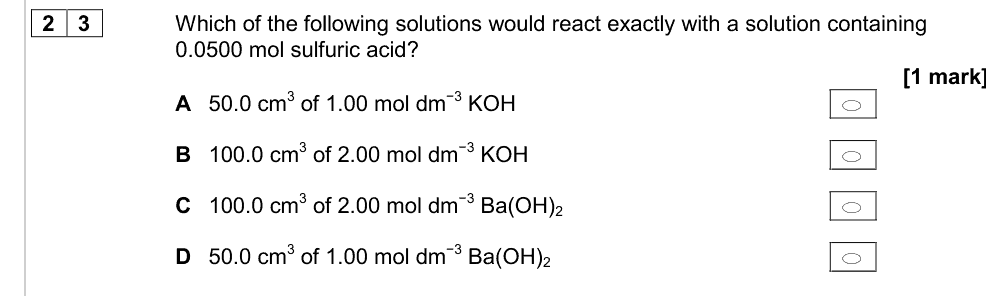 2 3 Which of the following solutions would react exactly with a solution containing
0.0500 mol sulfuric acid?
[1 mark]
A 50.0 cm³ of 1.00 mol dm⁻³ KOH
B 100.0 cm³ of 2.00 mol dm⁻³ KOH
C 100.0 cm³ of 2.00 mol dm⁻³ Ba(OH)₂
D 50.0 cm³ of 1.00 mol dm⁻³ Ba(OH)₂